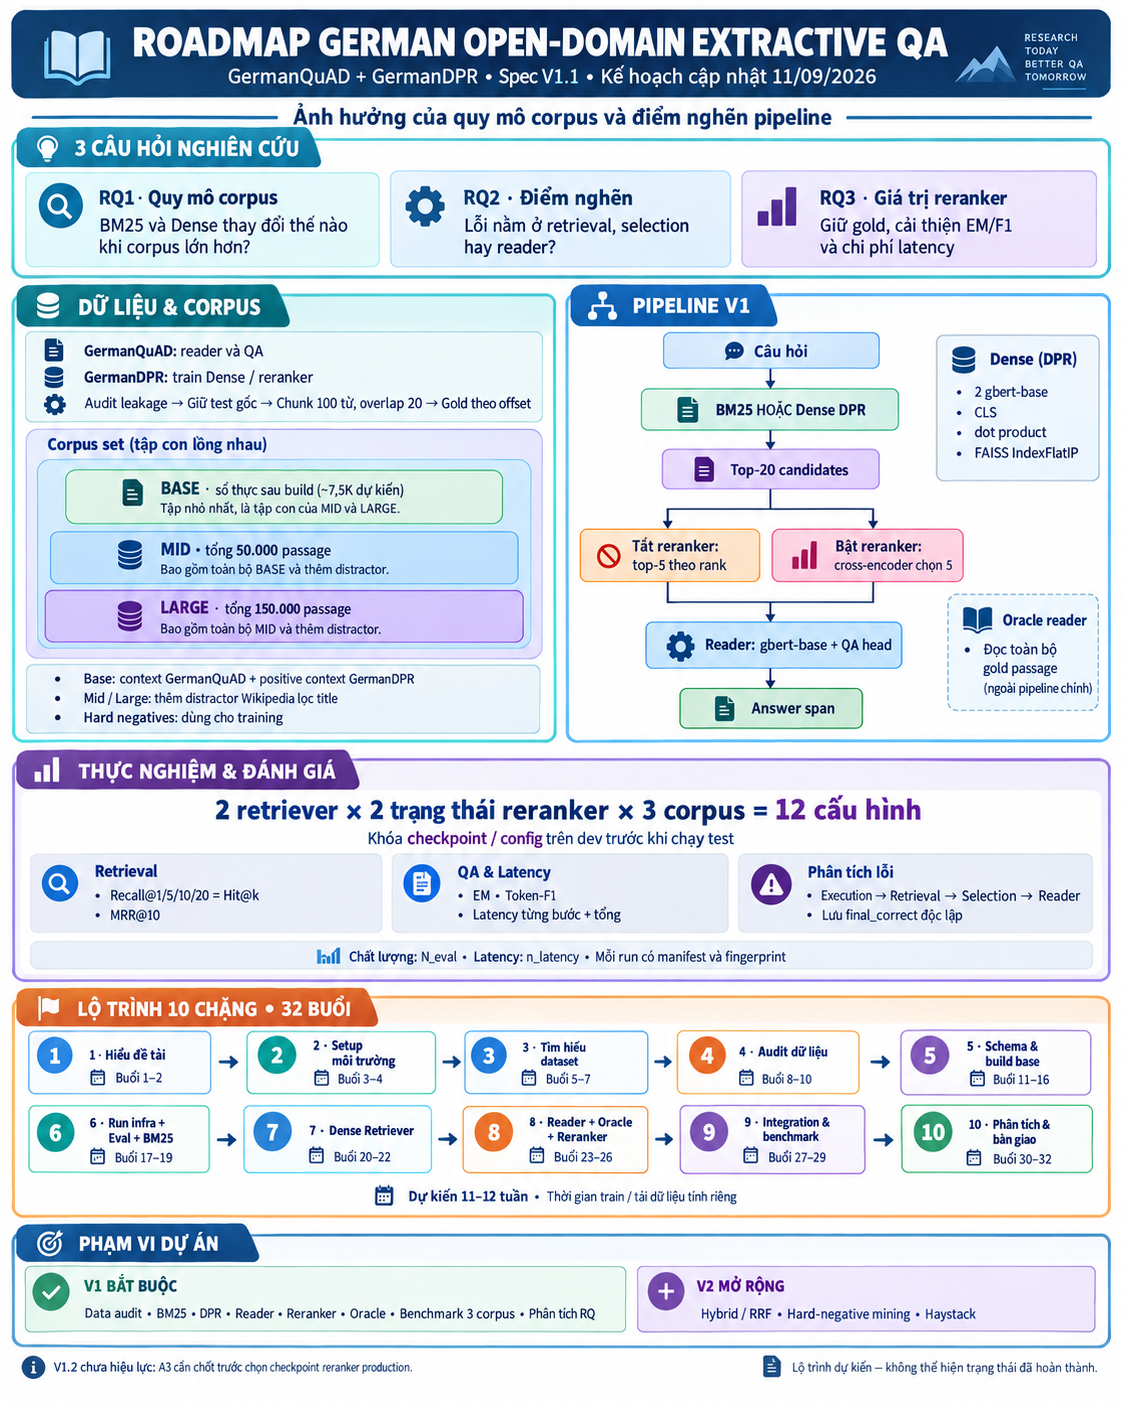 ROADMAP GERMAN OPEN-DOMAIN EXTRACTIVE QA
GermanQuAD + GermanDPR • Spec V1.1 • Kế hoạch cập nhật 11/09/2026
RESEARCH
TODAY
BETTER QA
TOMORROW
Ảnh hưởng của quy mô corpus và điểm nghẽn pipeline
3 CÂU HỎI NGHIÊN CỨU
RQ1 · Quy mô corpus
BM25 và Dense thay đổi thế nào
khi corpus lớn hơn?
RQ2 · Điểm nghẽn
Lỗi nằm ở retrieval, selection
hay reader?
RQ3 · Giá trị reranker
Giữ gold, cải thiện EM/F1
và chi phí latency
DỮ LIỆU & CORPUS
GermanQuAD: reader và QA
GermanDPR: train Dense / reranker
Audit leakage → Giữ test gốc → Chunk 100 từ, overlap 20 → Gold theo offset
Corpus set (tập con lồng nhau)
BASE · số thực sau build (~7,5K dự kiến)
Tập nhỏ nhất, là tập con của MID và LARGE.
MID • tổng 50.000 passage
Bao gồm toàn bộ BASE và thêm distractor.
LARGE · tổng 150.000 passage
Bao gồm toàn bộ MID và thêm distractor.
• Base: context GermanQuAD + positive context GermanDPR
• Mid / Large: thêm distractor Wikipedia lọc title
• Hard negatives: dùng cho training
PIPELINE V1
Câu hỏi
BM25 HOẶC Dense DPR
Top-20 candidates
Tắt reranker:
top-5 theo rank
Bật reranker:
cross-encoder chọn 5
Reader: gbert-base + QA head
Answer span
Dense (DPR)
• 2 gbert-base
• CLS
• dot product
• FAISS IndexFlatIP
Oracle reader
• Đọc toàn bộ
gold passage
(ngoài pipeline chính)
THỰC NGHIỆM & ĐÁNH GIÁ
2 retriever × 2 trạng thái reranker × 3 corpus = 12 cấu hình
Khóa checkpoint / config trên dev trước khi chạy test
Retrieval
• Recall@1/5/10/20 = Hit@k
• MRR@10
QA & Latency
• EM • Token-F1
• Latency từng bước + tổng
Phân tích lỗi
• Execution → Retrieval → Selection → Reader
• Lưu final_correct độc lập
Chất lượng: N_eval • Latency: n_latency • Mỗi run có manifest và fingerprint
LỘ TRÌNH 10 CHẶNG • 32 BUỔI
1
1 · Hiểu đề tài
Buổi 1–2
2
2 · Setup
môi trường
Buổi 3–4
3
3 · Tìm hiểu
dataset
Buổi 5–7
4
4 · Audit dữ liệu
Buổi 8–10
5
5 · Schema &
build base
Buổi 11–16
6
6 · Run infra +
Eval + BM25
Buổi 17–19
7
7 · Dense Retriever
Buổi 20–22
8
8 · Reader + Oracle
+ Reranker
Buổi 23–26
9
9 · Integration &
benchmark
Buổi 27–29
10
10 · Phân tích &
bàn giao
Buổi 30–32
Dự kiến 11–12 tuần • Thời gian train / tải dữ liệu tính riêng
PHẠM VI DỰ ÁN
V1 BẮT BUỘC
Data audit • BM25 • DPR • Reader • Reranker • Oracle • Benchmark 3 corpus • Phân tích RQ
V2 MỞ RỘNG
Hybrid / RRF • Hard-negative mining • Haystack
V1.2 chưa hiệu lực: A3 cần chốt trước chọn checkpoint reranker production.
Lộ trình dự kiến — không thể hiện trạng thái đã hoàn thành.